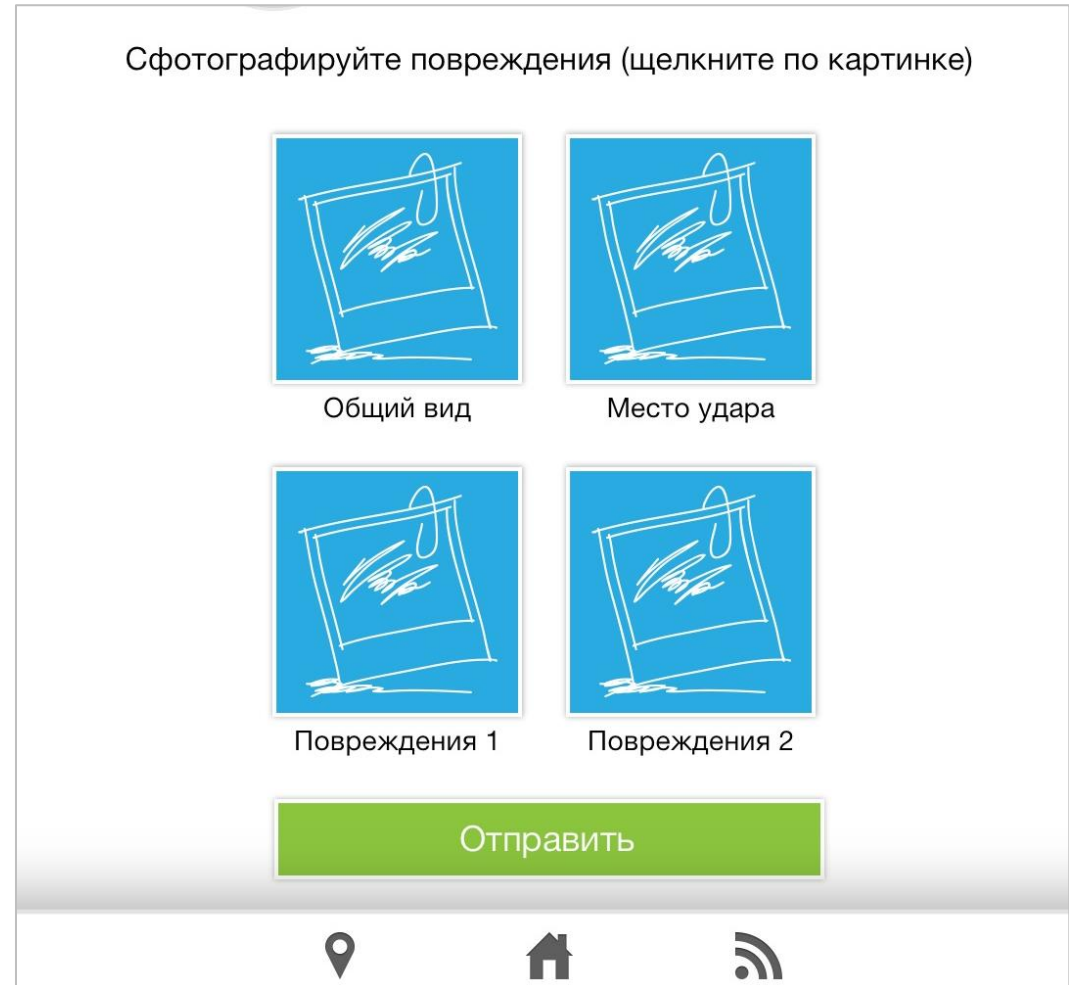 Сфотографируйте повреждения (щелкните по картинке)
Общий вид
Место удара
Повреждения 1
Повреждения 2
Отправить